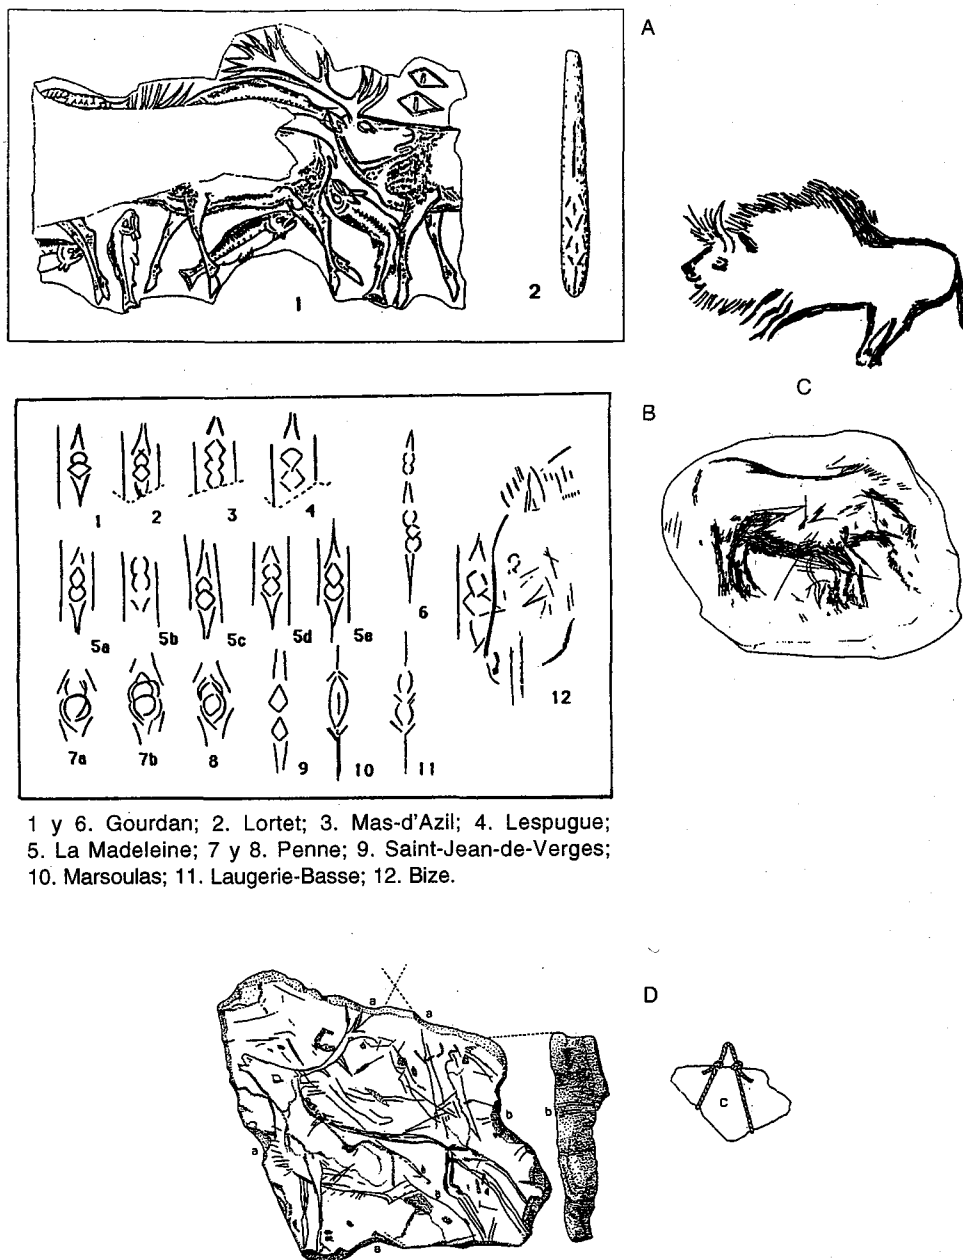 A
1
2
C
B
1
2
3
4
5a
5b
5c
5d
5e
6
12
7a
7b
8
9
10
11
1 y 6. Gourdan; 2. Lortet; 3. Mas-d'Azil; 4. Lespugue;
5. La Madeleine; 7 y 8. Penne; 9. Saint-Jean-de-Verges;
10. Marsoulas; 11. Laugerie-Basse; 12. Bize.
D
a
a
b
b
a
a
c